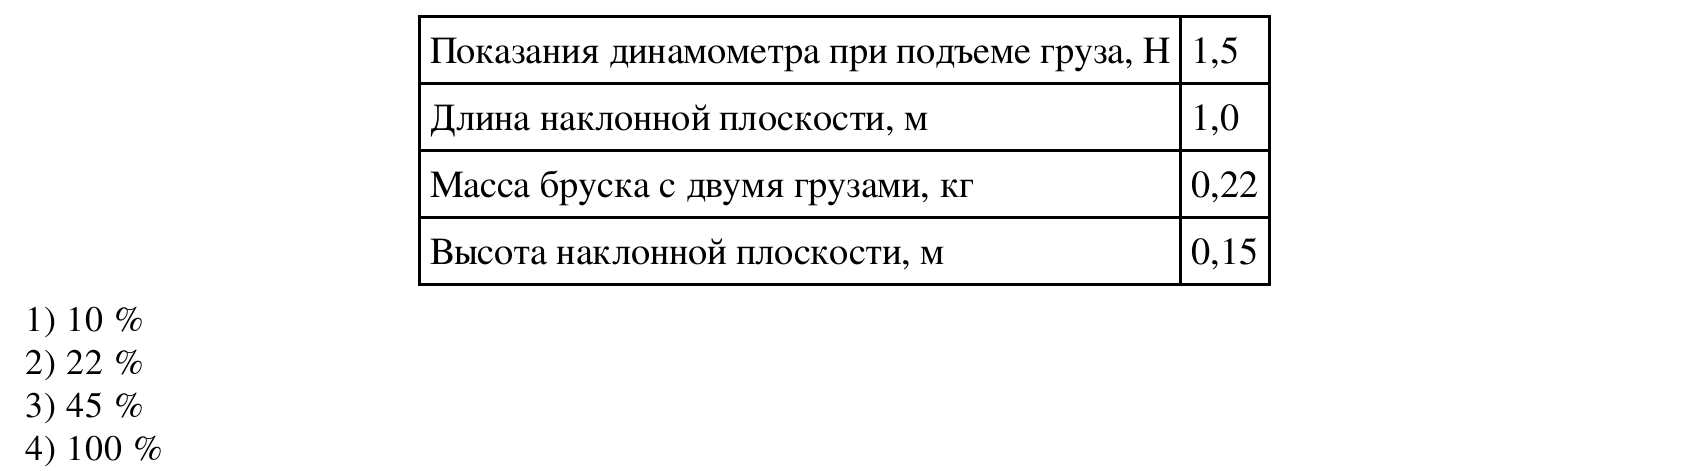 Показания динамометра при подъеме груза, Н 1,5
Длина наклонной плоскости, м 1,0
Масса бруска с двумя грузами, кг 0,22
Высота наклонной плоскости, м 0,15
1) 10 %
2) 22 %
3) 45 %
4) 100 %